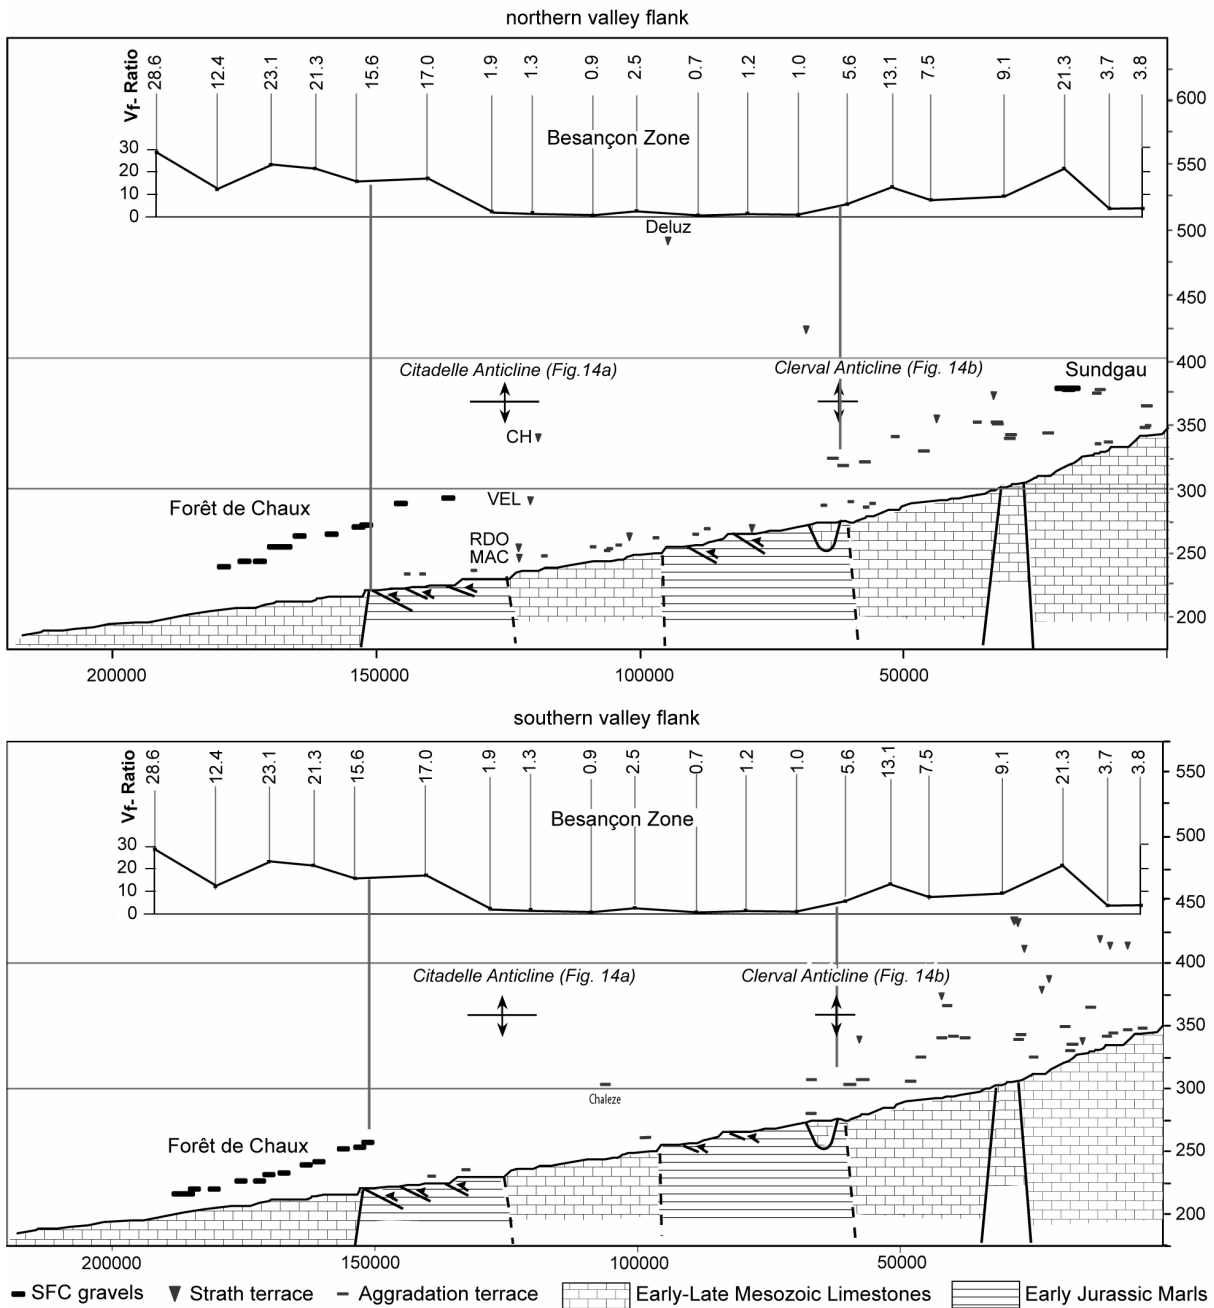 northern valley flank
Vf- Ratio
28.6 12.4 23.1 21.3 15.6 17.0 1.9 1.3 0.9 2.5 0.7 1.2 1.0 5.6 13.1 7.5 9.1 21.3 3.7 3.8
600
Besançon Zone
30
20
10
0
550
500
Deluz
450
400
Citadelle Anticline (Fig.14a) Clerval Anticline (Fig. 14b) Sundgau
350
CH
300
VEL
Forêt de Chaux
RDO
MAC
250
200
200000 150000 100000 50000
southern valley flank
Vf- Ratio
28.6 12.4 23.1 21.3 15.6 17.0 1.9 1.3 0.9 2.5 0.7 1.2 1.0 5.6 13.1 7.5 9.1 21.3 3.7 3.8
550
Besançon Zone
500
30
20
10
0
450
400
Citadelle Anticline (Fig. 14a) Clerval Anticline (Fig. 14b)
350
300
Chaleze
Forêt de Chaux
250
200
200000 150000 100000 50000
SFC gravels Strath terrace Aggradation terrace Early-Late Mesozoic Limestones Early Jurassic Marls